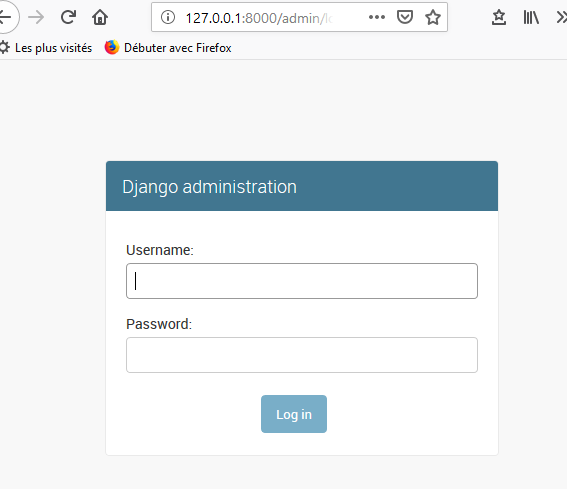 127.0.0.1:8000/admin/l
Les plus visités Débuter avec Firefox
Django administration
Username:
Password:
Log in